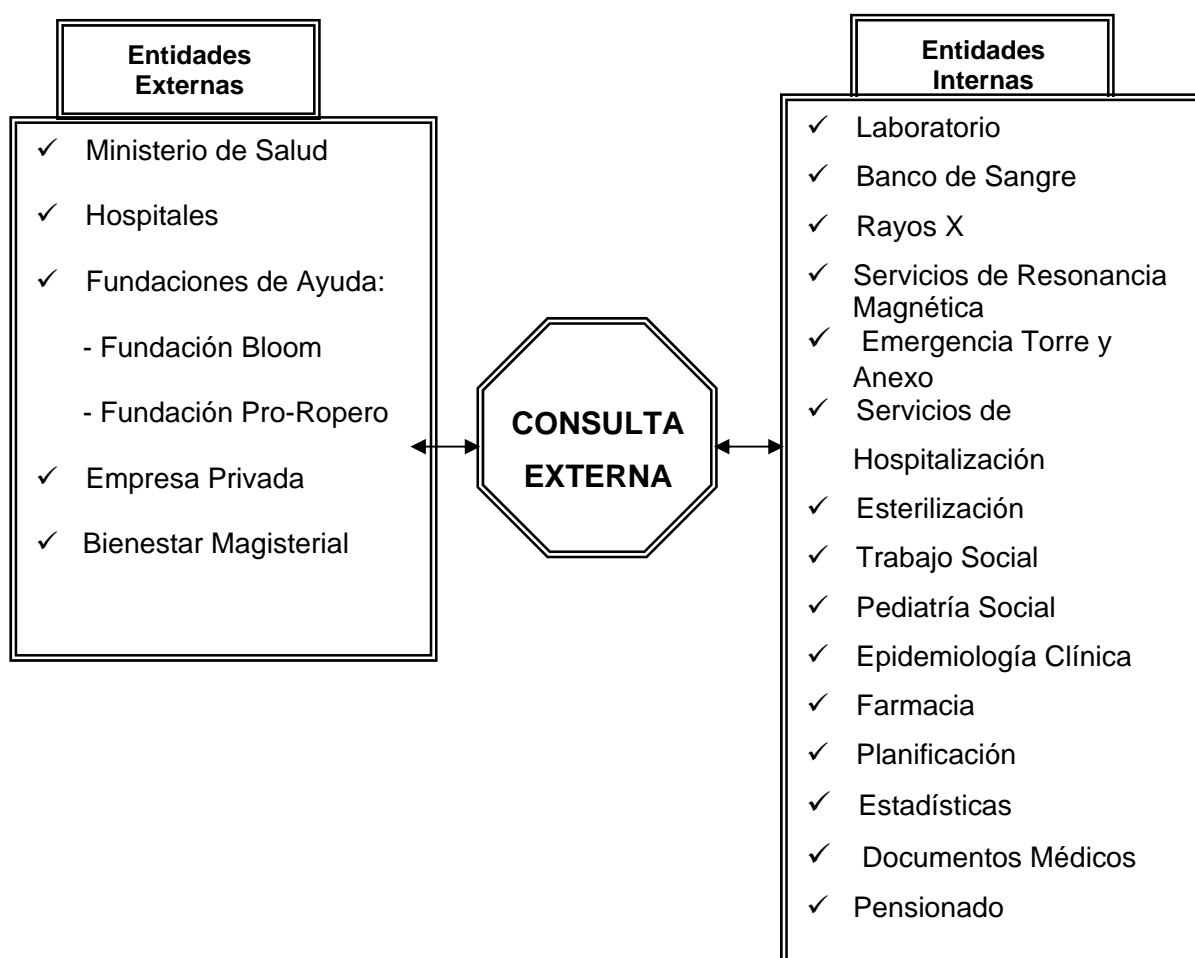 Entidades
Externas
✓ Ministerio de Salud
✓ Hospitales
✓ Fundaciones de Ayuda:
- Fundación Bloom
- Fundación Pro-Ropero
✓ Empresa Privada
✓ Bienestar Magisterial
CONSULTA
EXTERNA
Entidades
Internas
✓ Laboratorio
✓ Banco de Sangre
✓ Rayos X
✓ Servicios de Resonancia
Magnética
✓ Emergencia Torre y
Anexo
✓ Servicios de
Hospitalización
✓ Esterilización
✓ Trabajo Social
✓ Pediatría Social
✓ Epidemiología Clínica
✓ Farmacia
✓ Planificación
✓ Estadísticas
✓ Documentos Médicos
✓ Pensionado